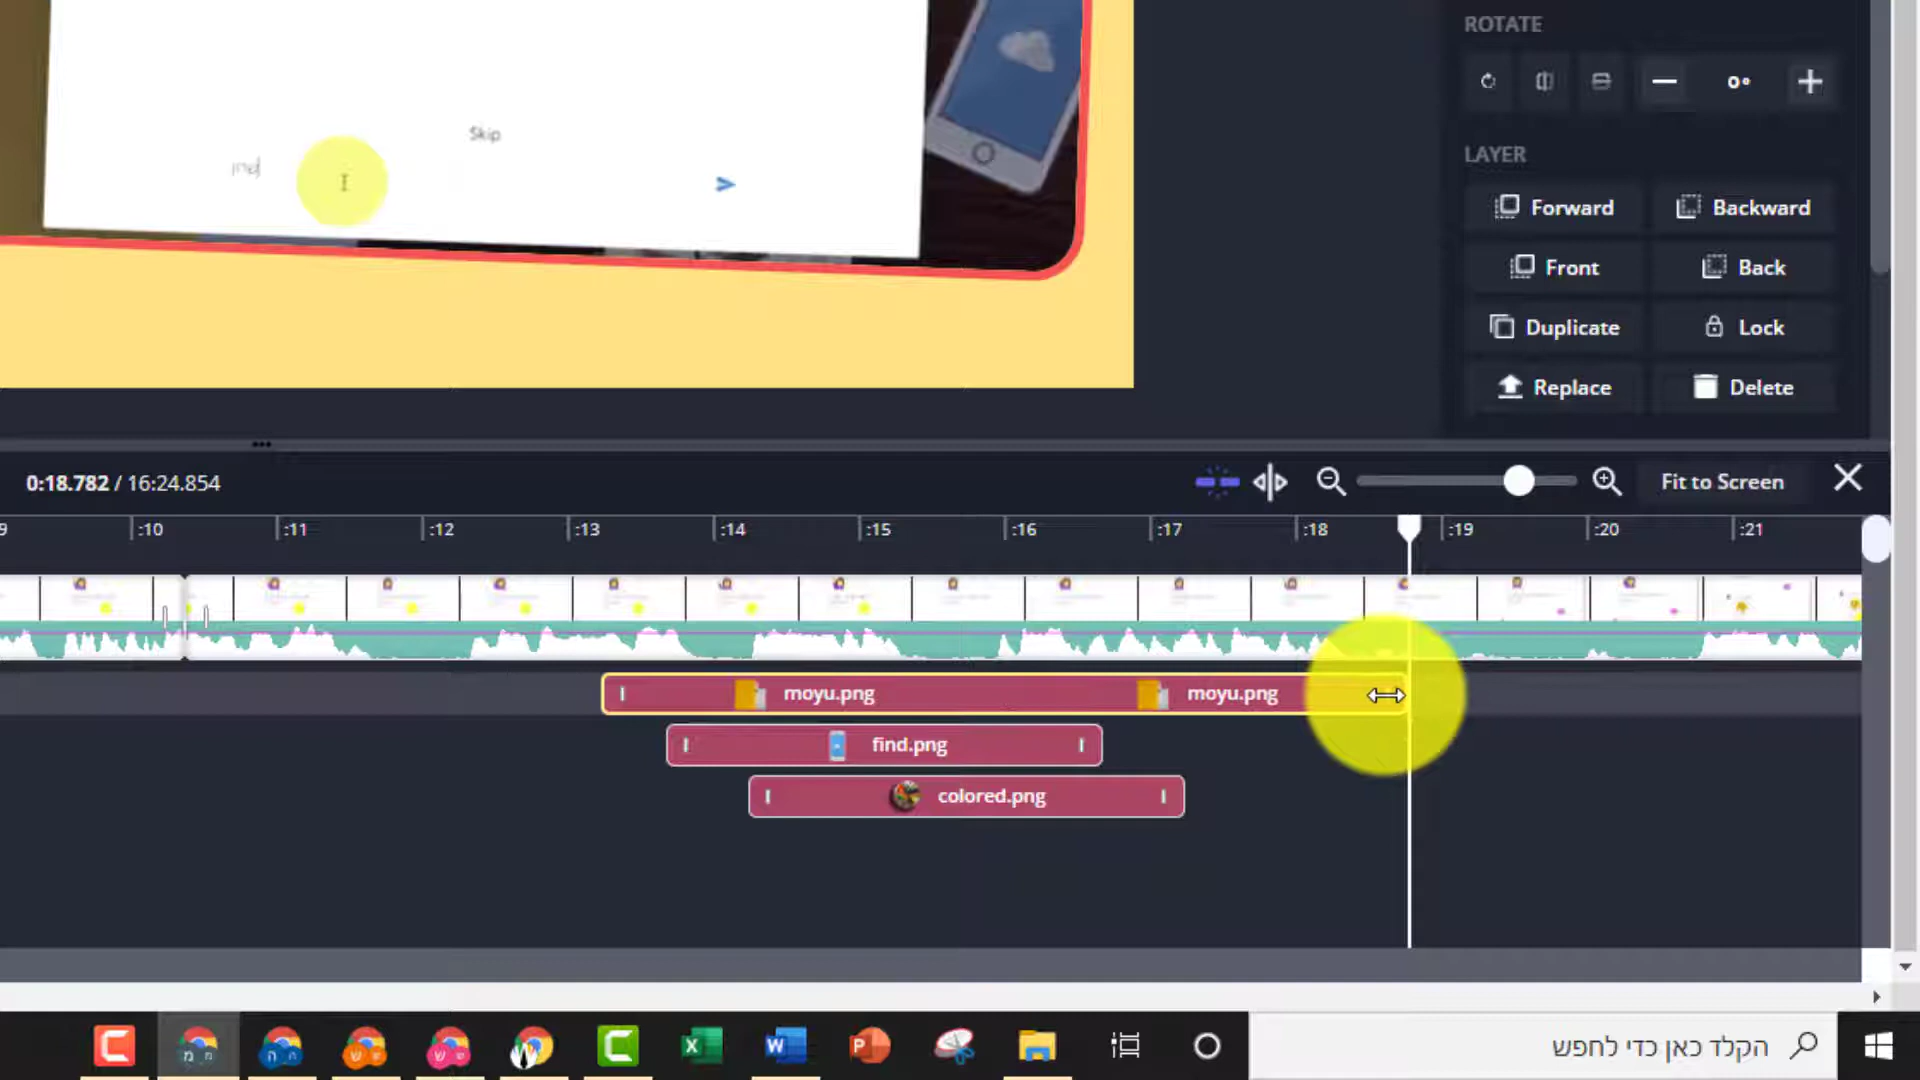 ROTATE
0°
LAYER
Skip
Forward
Backward
Front
Back
Duplicate
Lock
Replace
Delete
0:18.782 / 16:24.854
Fit to Screen
9 :10 :11 :12 :13 :14 :15 :16 :17 :18 :19 :20 :21
moyu.png moyu.png
find.png
colored.png
הקלד כאן כדי לחפש